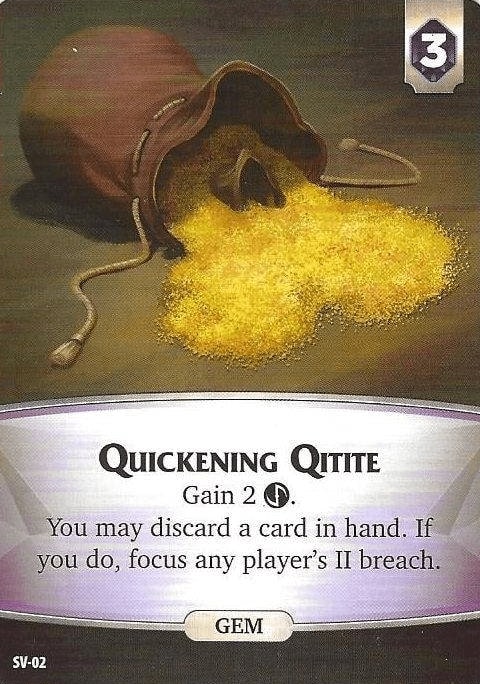 3
QUICKENING QITITE
Gain 2 .
You may discard a card in hand. If
you do, focus any player's II breach.
GEM
SV-02